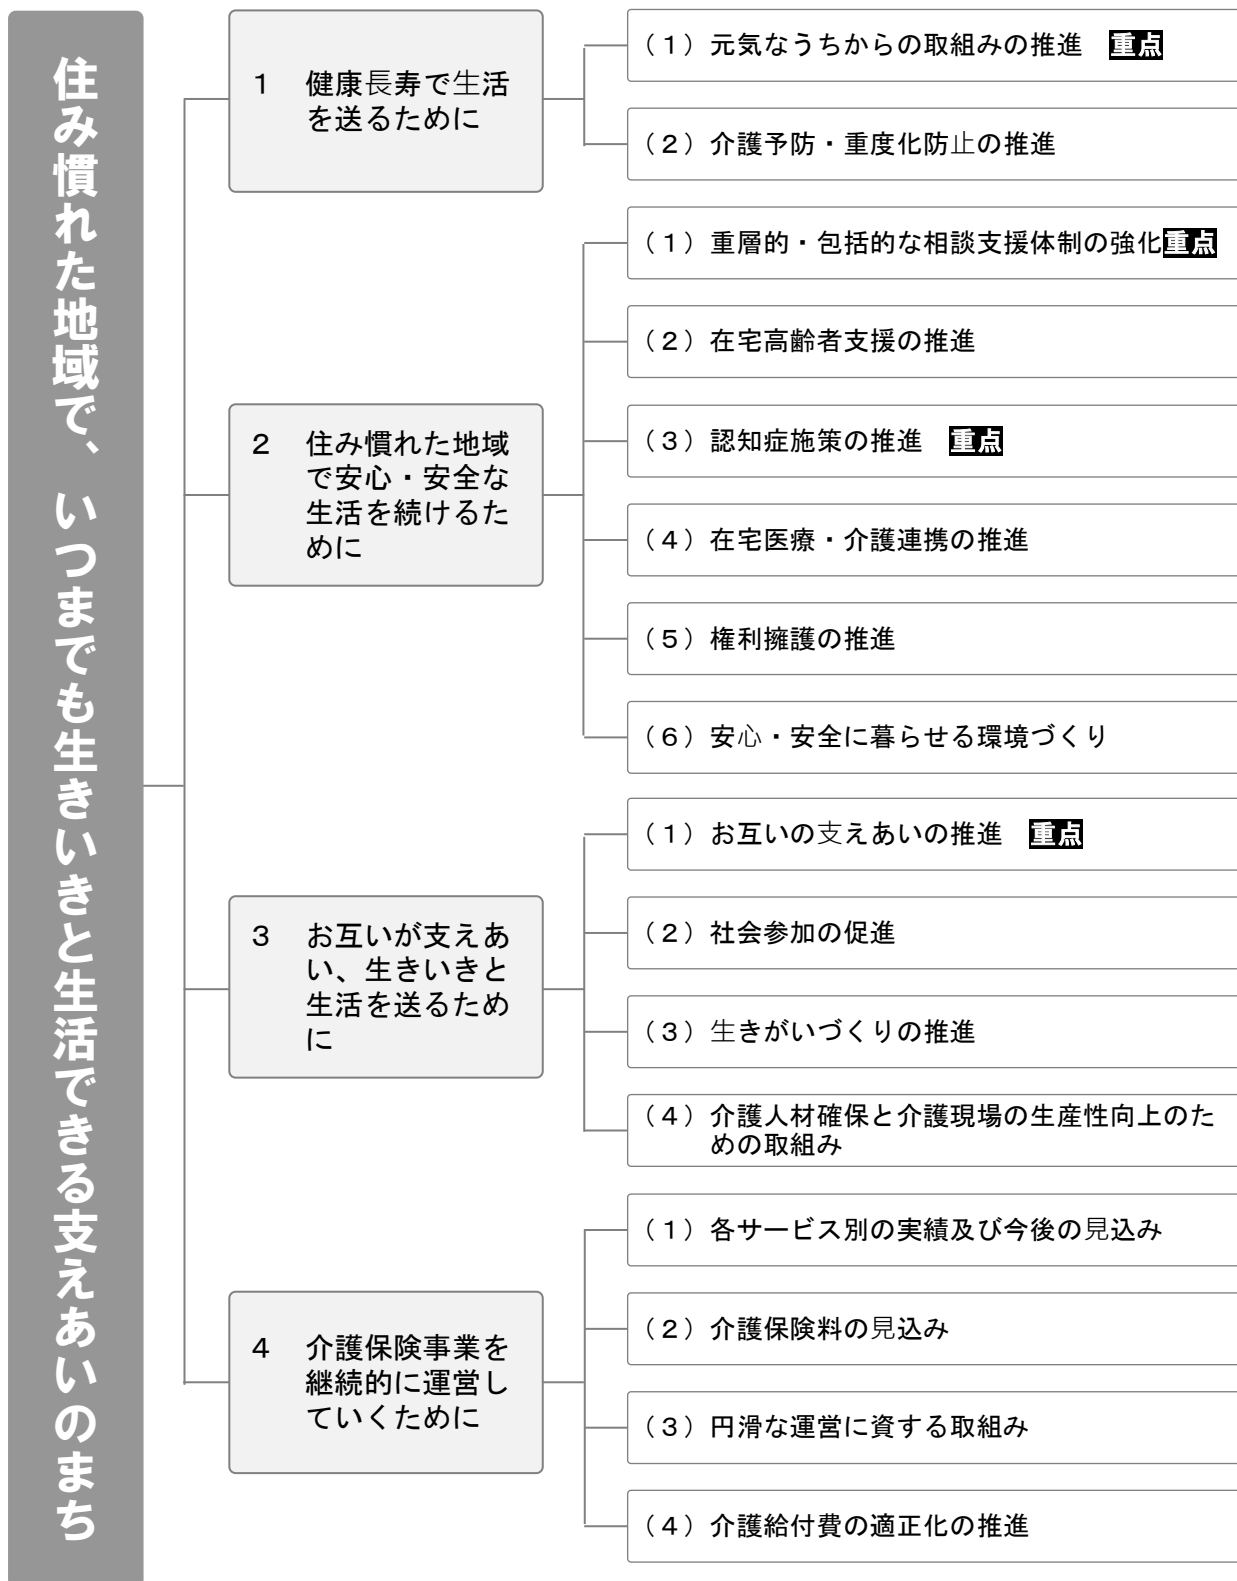 住み慣れた地域で、いつまでも生きいきと生活できる支えあいのまち
1　健康長寿で生活
を送るために
（１）元気なうちからの取組みの推進　重点
（２）介護予防・重度化防止の推進
2　住み慣れた地域
で安心・安全な
生活を続けるた
めに
（１）重層的・包括的な相談支援体制の強化重点
（２）在宅高齢者支援の推進
（３）認知症施策の推進　重点
（４）在宅医療・介護連携の推進
（５）権利擁護の推進
（６）安心・安全に暮らせる環境づくり
3　お互いが支えあ
い、生きいきと
生活を送るため
に
（１）お互いの支えあいの推進　重点
（２）社会参加の促進
（３）生きがいづくりの推進
（４）介護人材確保と介護現場の生産性向上のた
めの取組み
4　介護保険事業を
継続的に運営し
ていくために
（１）各サービス別の実績及び今後の見込み
（２）介護保険料の見込み
（３）円滑な運営に資する取組み
（４）介護給付費の適正化の推進